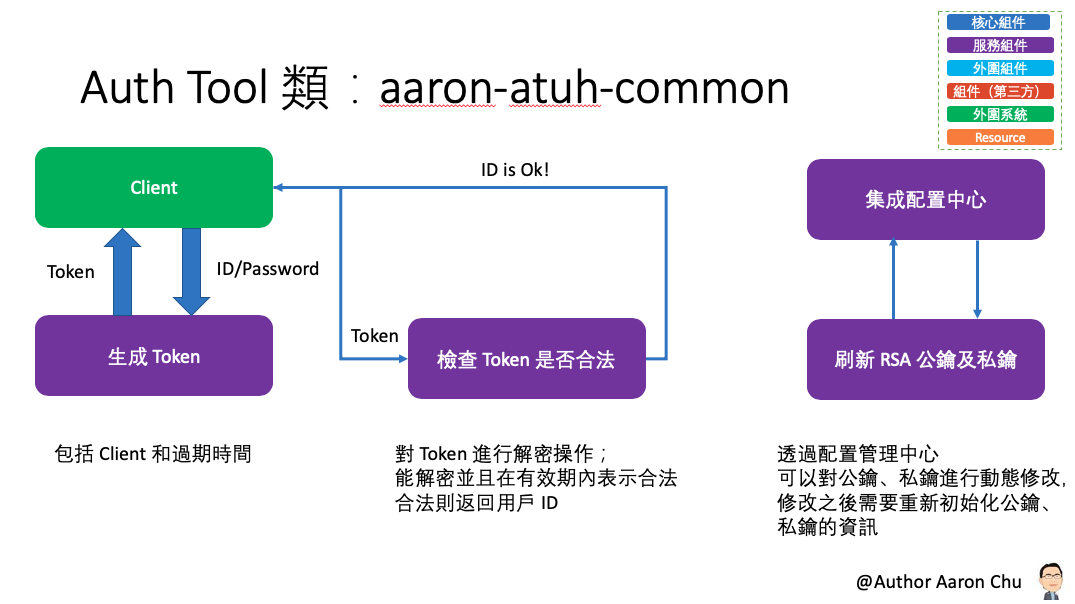 核心組件
服務組件
外圍組件
組件（第三方）
外圍系統
Resource
Auth Tool 類：aaron-atuh-common
Client
ID is Ok!
集成配置中心
Token
ID/Password
Token
生成 Token
檢查 Token 是否合法
刷新 RSA 公鑰及私鑰
包括 Client 和過期時間
對 Token 進行解密操作；
能解密並且在有效期內表示合法
合法則返回用戶 ID
透過配置管理中心
可以對公鑰、私鑰進行動態修改,
修改之後需要重新初始化公鑰、
私鑰的資訊
@Author Aaron Chu